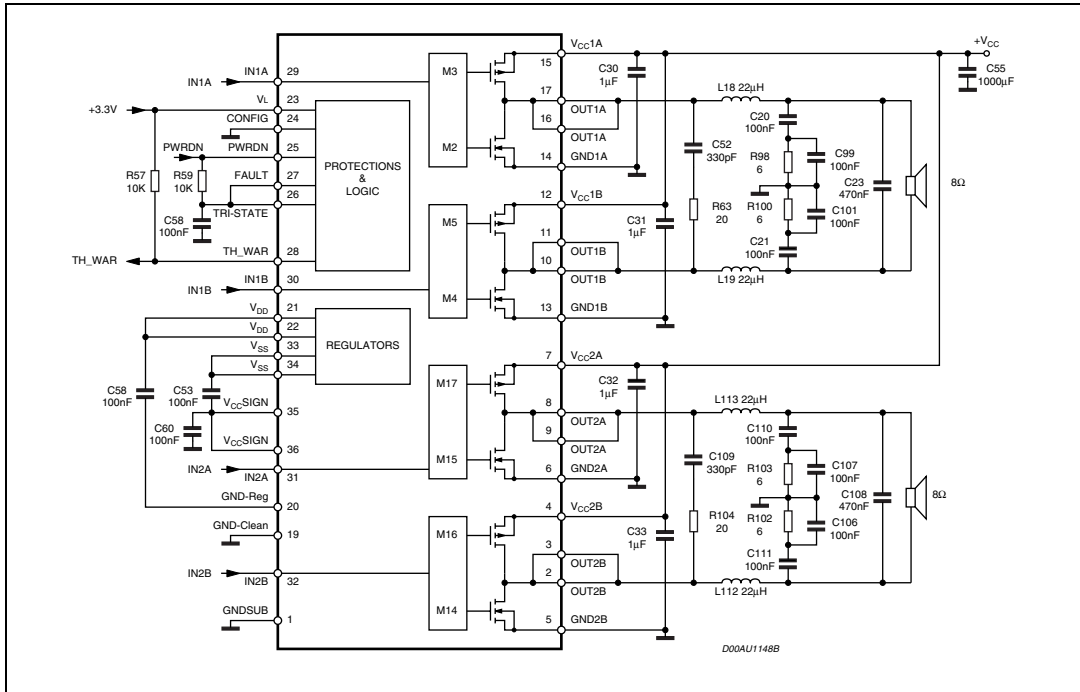 VCC1A
+VCC
C55
1000µF
15
C30
1µF
M3
IN1A
29
IN1A
17
OUT1A
16
OUT1A
L18 22µH
C20
100nF
+3.3V
VL
23
CONFIG
24
PWRDN
PWRDN
25
FAULT
27
26
TRI-STATE
R57
10K
R59
10K
C58
100nF
PROTECTIONS
&
LOGIC
M2
14
GND1A
C52
330pF
R98
6
C99
100nF
C23
470nF
8Ω
12
VCC1B
M5
C31
1µF
R63
20
R100
6
C101
100nF
11
OUT1B
10
OUT1B
C21
100nF
L19 22µH
TH_WAR
TH_WAR
28
IN1B
IN1B
30
M4
13
GND1B
VDD
21
VDD
22
VSS
33
VSS
34
REGULATORS
C58
100nF
C53
100nF
VCCSIGN
35
C60
100nF
VCCSIGN
36
7
VCC2A
M17
C32
1µF
8
OUT2A
9
OUT2A
L113 22µH
C110
100nF
IN2A
IN2A
31
M15
6
GND2A
C109
330pF
R103
6
C107
100nF
C108
470nF
8Ω
GND-Reg
20
GND-Clean
19
4
VCC2B
M16
C33
1µF
R104
20
R102
6
C106
100nF
3
OUT2B
2
OUT2B
C111
100nF
L112 22µH
IN2B
IN2B
32
M14
GNDSUB
1
5
GND2B
D00AU1148B